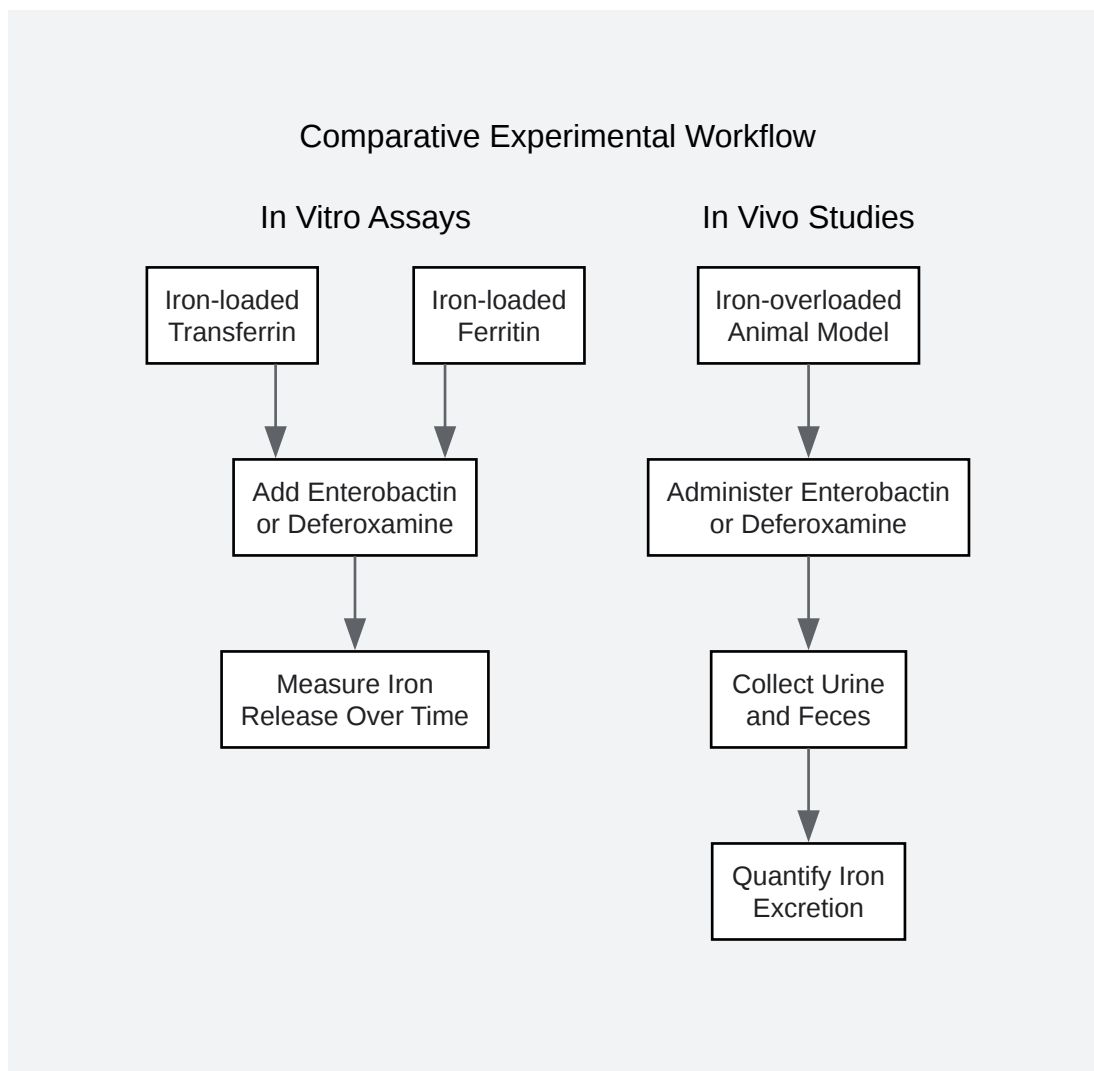 Comparative Experimental Workflow
In Vitro Assays
Iron-loaded
Transferrin
Iron-loaded
Ferritin
Add Enterobactin
or Deferoxamine
Measure Iron
Release Over Time
In Vivo Studies
Iron-overloaded
Animal Model
Administer Enterobactin
or Deferoxamine
Collect Urine
and Feces
Quantify Iron
Excretion